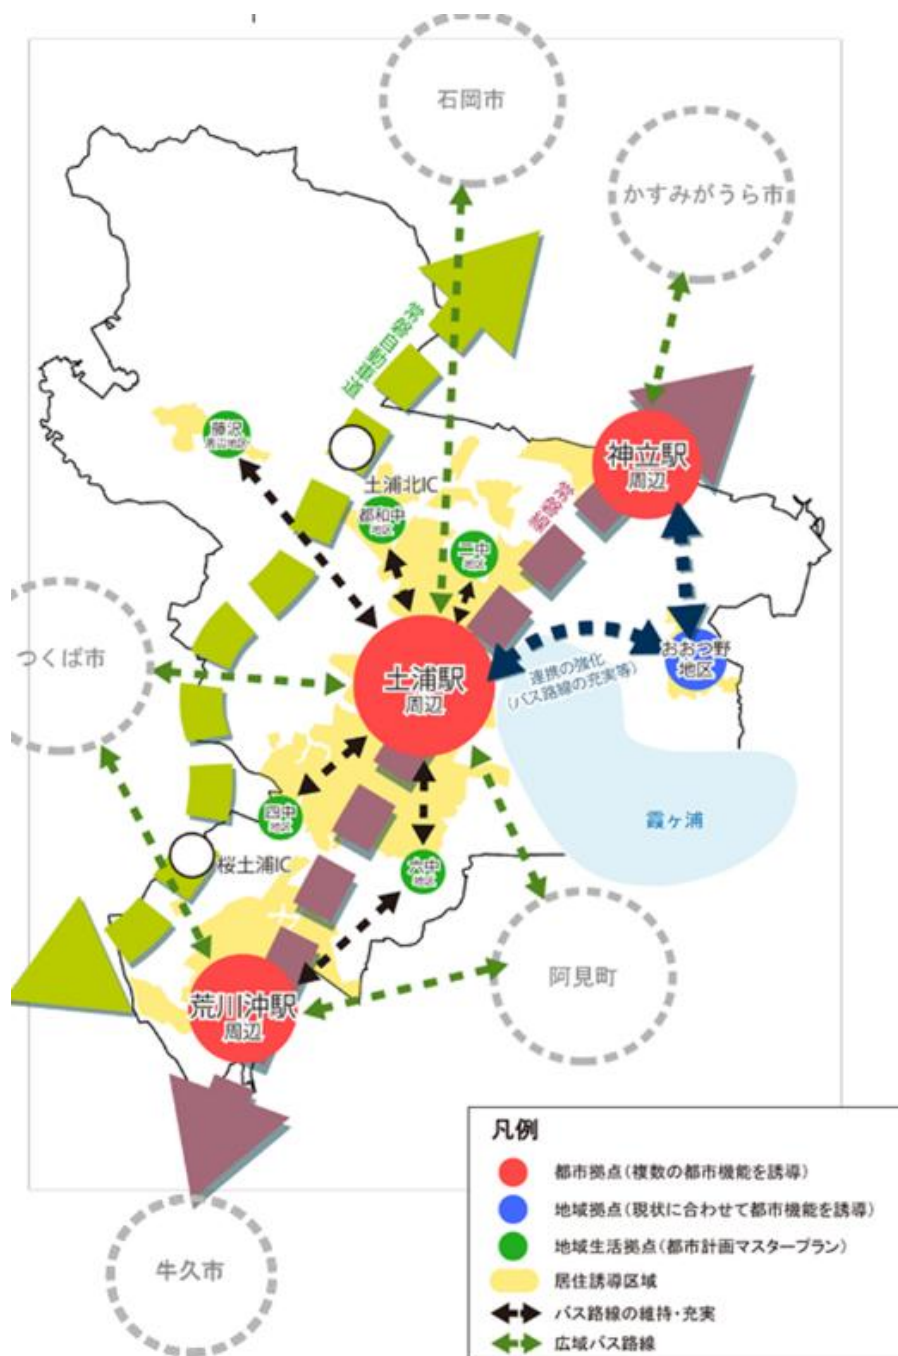 石岡市
かすみがうら市
常磐自動車道
藤沢
周辺地区
土浦北IC
都和中
地区
二中
地区
常磐線
神立駅
周辺
つくば市
土浦駅
周辺
連携の強化
(バス路線の充実等)
おおつ野
地区
霞ヶ浦
四中
地区
桜土浦IC
六中
地区
荒川沖駅
周辺
阿見町
牛久市
凡例
都市拠点(複数の都市機能を誘導)
地域拠点(現状に合わせて都市機能を誘導)
地域生活拠点(都市計画マスタープラン)
居住誘導区域
バス路線の維持・充実
広域バス路線